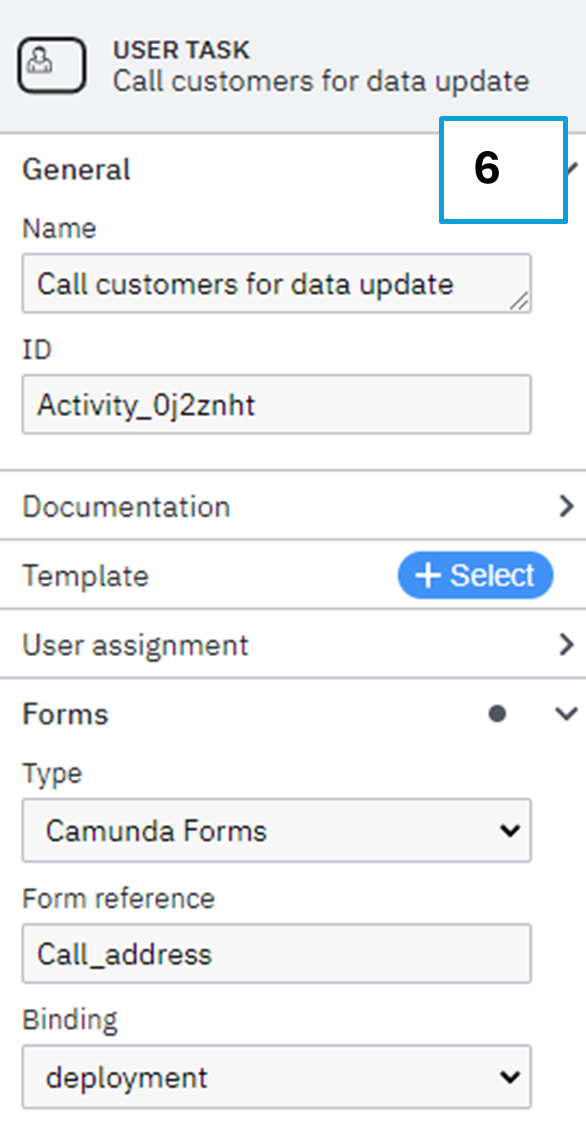 USER TASK
Call customers for data update
6
General
Name
Call customers for data update
ID
Activity_0j2znht
Documentation
Template
+ Select
User assignment
Forms
Type
Camunda Forms
Form reference
Call_address
Binding
deployment